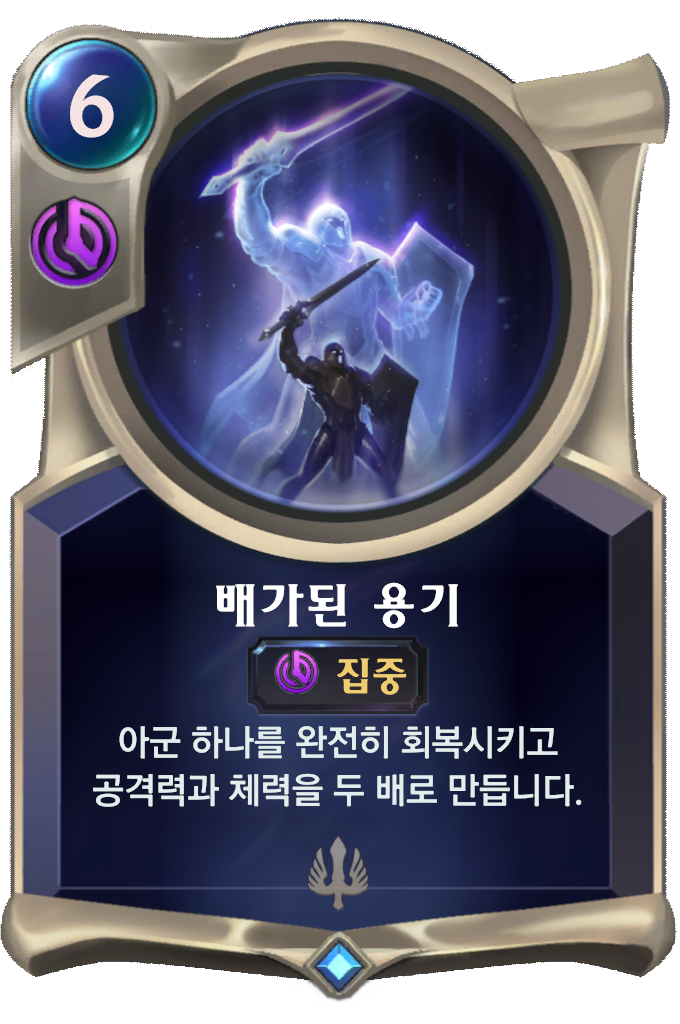 6
배가된 용기
집중
아군 하나를 완전히 회복시키고
공격력과 체력을 두 배로 만듭니다.